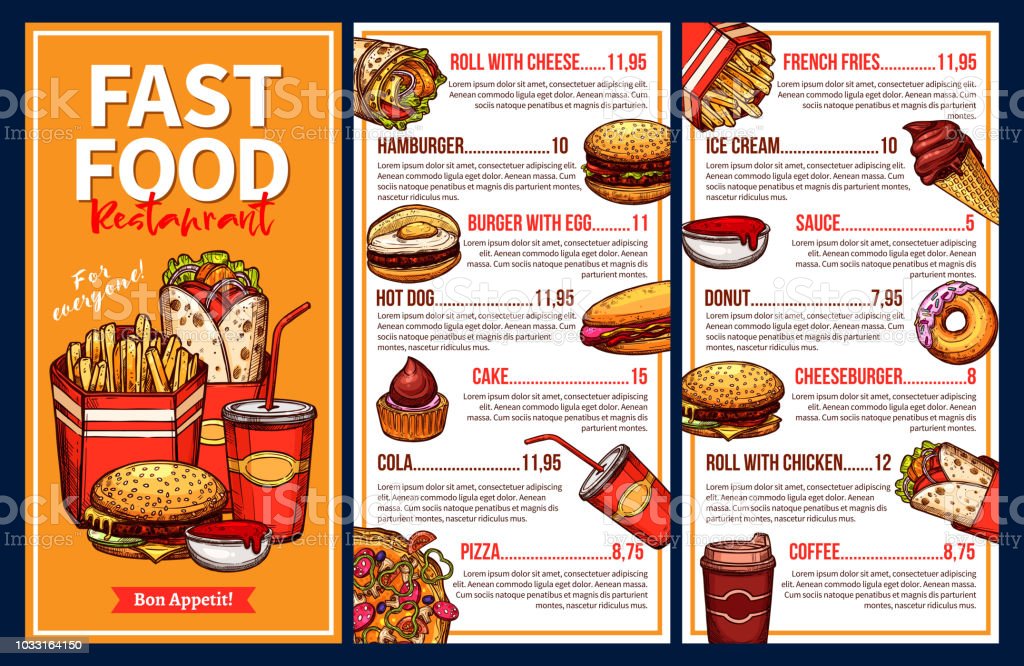 FAST
FOOD
Restaurant
For
everyone!
Bon Appetit!
ROLL WITH CHEESE......11,95
Lorem ipsum dolor sit amet, consectetuer adipiscing elit.
Aenean commodo ligula eget dolor.
Aenean massa. Cum
sociis natoque penatibus et magnis dis parturient
montes.
HAMBURGER...............10
Lorem ipsum dolor sit amet, consectetuer adipiscing elit.
Aenean commodo ligula eget dolor. Aenean massa. Cum sociis
natoque penatibus et magnis dis parturient montes,
BURGER WITH EGG.......11
Lorem ipsum dolor sit amet, consectetuer adipiscing elit.
Aenean commodo ligula eget dolor. Aenean
massa. Cum sociis natoque penatibus et magnis dis
parturient montes.
HOT DOG..................11,95
Lorem ipsum dolor sit amet, consectetuer adipiscing elit.
Aenean commodo ligula eget dolor. Aenean massa. Cum
sociis natoque penatibus et magnis dis parturient montes,
nascetur ridiculus mus.
CAKE.........................15
Lorem ipsum dolor sit amet, consectetuer adipiscing
elit. Aenean commodo ligula eget dolor. Aenean
massa. Cum sociis natoque penatibus et magnis
dis parturient montes.
COLA......................11,95
Lorem ipsum dolor sit amet, consectetuer adipiscing elit.
Aenean commodo ligula eget dolor. Aenean massa. Cum sociis
natoque penatibus et magnis dis parturient montes,
nascetur ridiculus mus.
PIZZA.......................8,75
Lorem ipsum dolor sit amet, consectetuer adipiscing
elit. Aenean commodo ligula eget dolor. Aenean massa. Cum
sociis natoque penatibus et magnis
dis parturient montes.
FRENCH FRIES............11,95
Lorem ipsum dolor sit amet, consectetuer adipiscing elit.
Aenean commodo ligula eget dolor. Aenean massa. Cum
sociis natoque penatibus et magnis dis parturient
montes.
ICE CREAM.................10
Lorem ipsum dolor sit amet, consectetuer adipiscing elit.
Aenean commodo ligula eget dolor. Aenean massa. Cum sociis
natoque penatibus et magnis dis parturient montes,
SAUCE.......................5
Lorem ipsum dolor sit amet, consectetuer adipiscing elit.
Aenean commodo ligula eget dolor. Aenean
massa. Cum sociis natoque penatibus et magnis dis
parturient montes.
DONUT..................7,95
Lorem ipsum dolor sit amet, consectetuer adipiscing elit.
Aenean commodo ligula eget dolor. Aenean massa. Cum
sociis natoque penatibus et magnis dis parturient montes,
nascetur ridiculus mus.
CHEESEBURGER.............8
Lorem ipsum dolor sit amet, consectetuer adipiscing
elit. Aenean commodo ligula eget dolor. Aenean
massa. Cum sociis natoque penatibus et magnis
dis parturient montes.
ROLL WITH CHICKEN.......12
Lorem ipsum dolor sit amet, consectetuer adipiscing elit.
Aenean commodo ligula eget dolor. Aenean massa. Cum sociis
natoque penatibus et magnis dis parturient montes,
nascetur ridiculus mus.
COFFEE....................8,75
Lorem ipsum dolor sit amet, consectetuer adipiscing
elit. Aenean commodo ligula eget dolor. Aenean massa. Cum
sociis natoque penatibus et magnis
dis parturient montes.
iStock
by Getty Images
1033164150